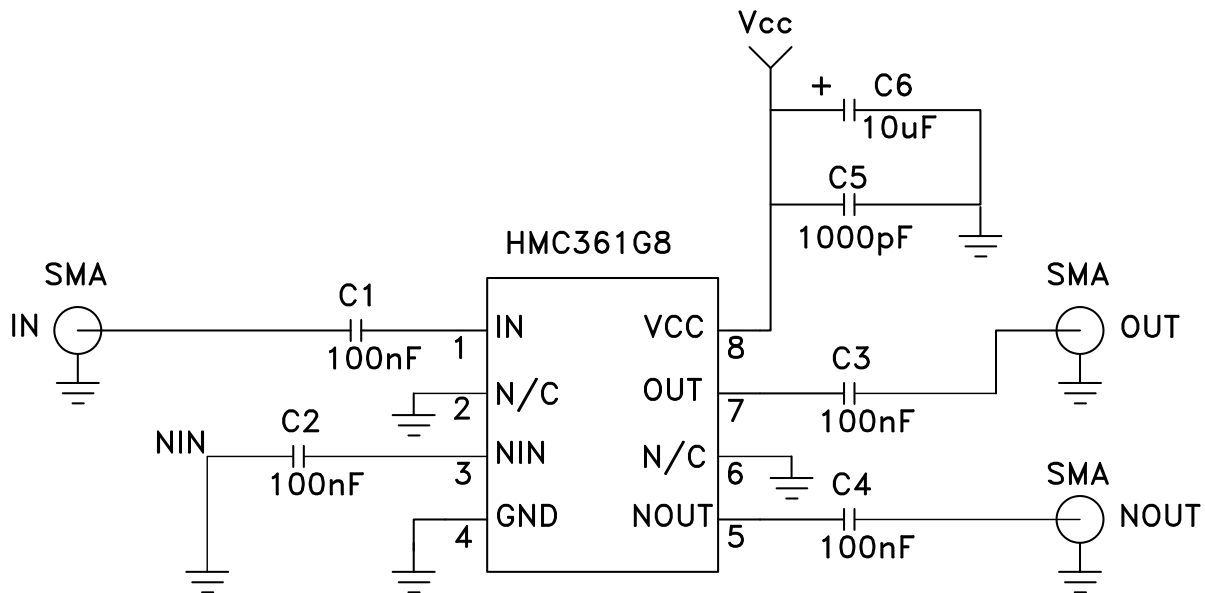 Vcc
+ C6
10uF
C5
1000pF
HMC361G8
SMA
IN
C1
100nF
1
IN
VCC
8
SMA
OUT
C3
100nF
2
N/C
OUT
7
NIN
C2
100nF
3
NIN
N/C
6
C4
100nF
SMA
NOUT
4
GND
NOUT
5